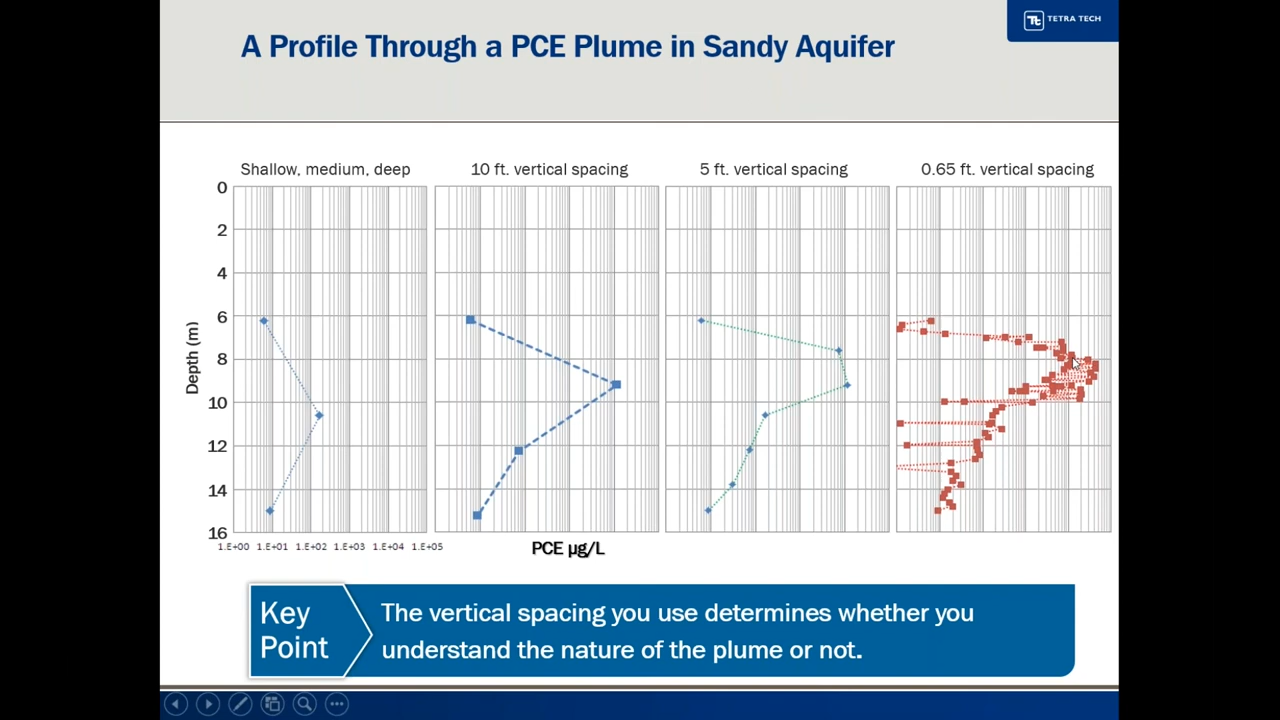 TETRA TECH
A Profile Through a PCE Plume in Sandy Aquifer
Shallow, medium, deep
10 ft. vertical spacing
5 ft. vertical spacing
0.65 ft. vertical spacing
Depth (m)
0
2
4
6
8
10
12
14
16
1.E+00 1.E+01 1.E+02 1.E+03 1.E+04 1.E+05
PCE µg/L
Key
Point
The vertical spacing you use determines whether you
understand the nature of the plume or not.